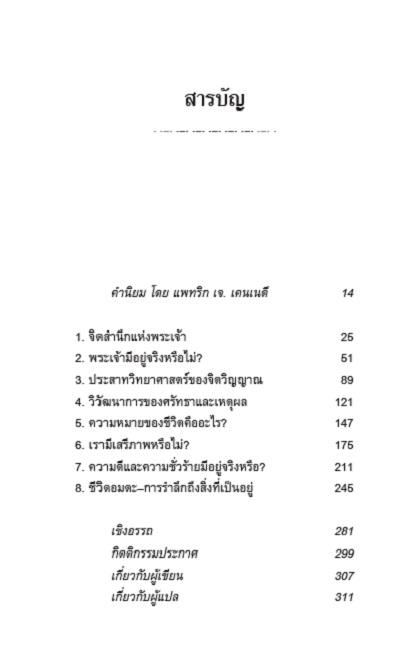 สารบัญ
คำนิยม โดย แพทริก เจ. เคนเนดี 14
1. จิตสำนึกแห่งพระเจ้า 25
2. พระเจ้ามีอยู่จริงหรือไม่? 51
3. ประสาทวิทยาศาสตร์ของจิตวิญญาณ 89
4. วิวัฒนาการของศรัทธาและเหตุผล 121
5. ความหมายของชีวิตคืออะไร? 147
6. เรามีเสรีภาพหรือไม่? 175
7. ความดีและความชั่วร้ายมีอยู่จริงหรือ? 211
8. ชีวิตอมตะ–การรำลึกถึงสิ่งที่เป็นอยู่ 245
เชิงอรรถ 281
กิตติกรรมประกาศ 299
เกี่ยวกับผู้เขียน 307
เกี่ยวกับผู้แปล 311